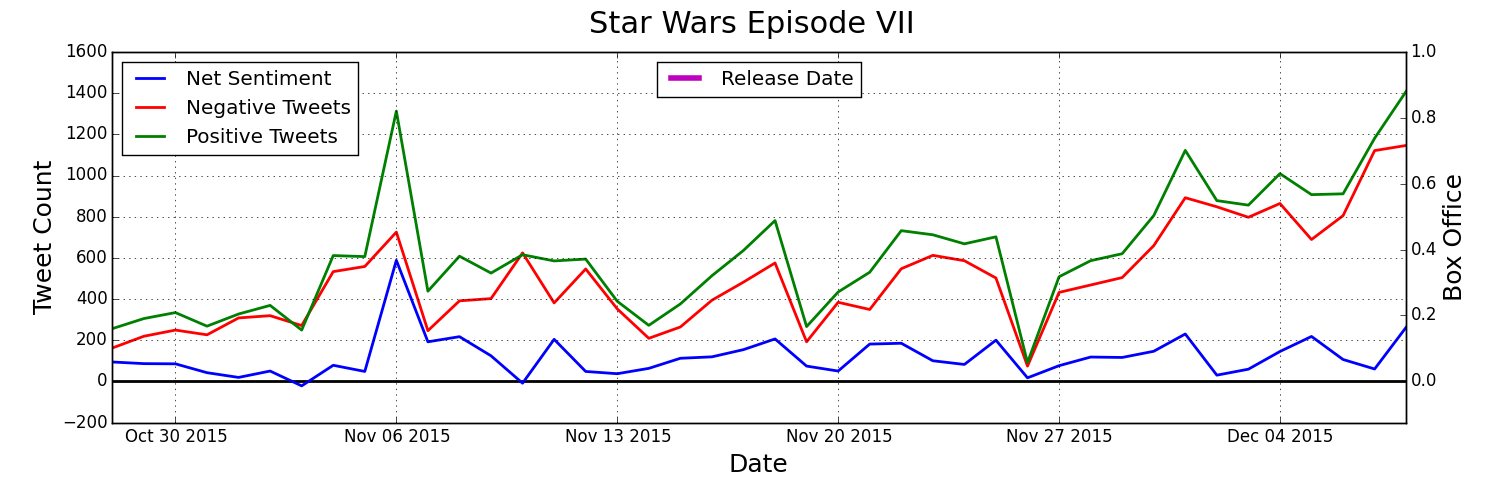 Star Wars Episode VII
Net Sentiment
Negative Tweets
Positive Tweets
Release Date
1600
1400
1200
1000
800
600
400
200
0
−200
Tweet Count
1.0
0.8
0.6
0.4
0.2
0.0
Box Office
Oct 30 2015
Nov 06 2015
Nov 13 2015
Nov 20 2015
Nov 27 2015
Dec 04 2015
Date